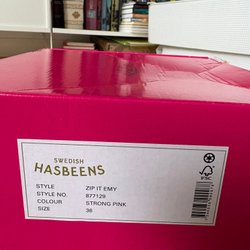 SWEDISH
HASBEENS
STYLE ZIP IT EMY
STYLE NO. 877129
COLOUR STRONG PINK
SIZE 38
FSC